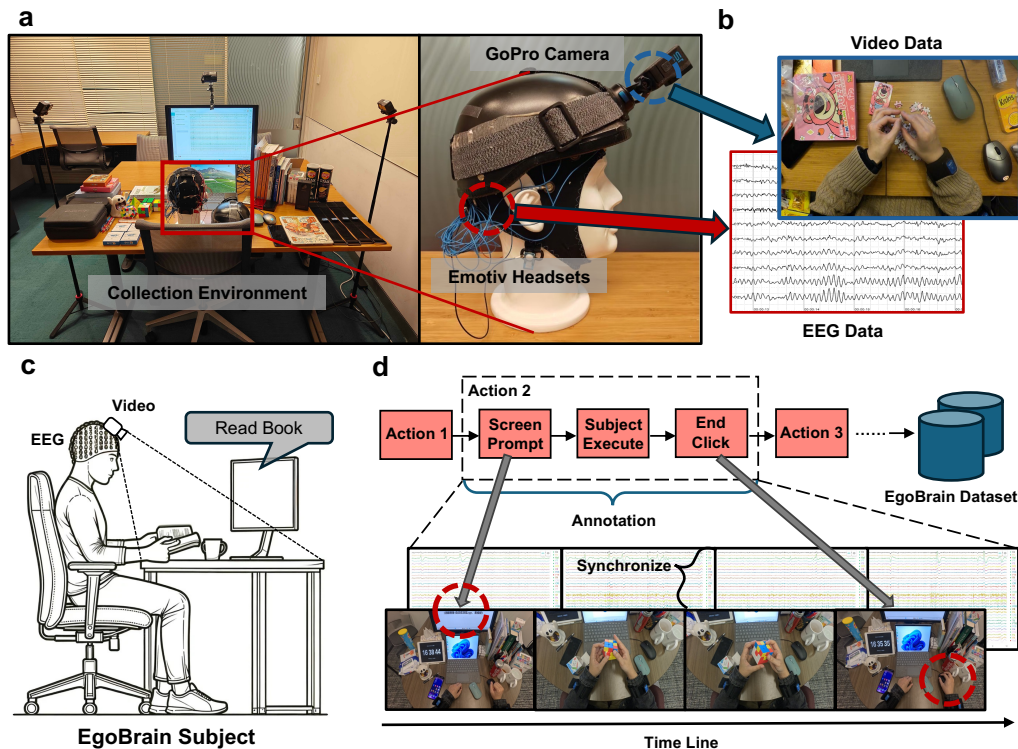 a
GoPro Camera
Collection Environment
Emotiv Headsets
b
Video Data
EEG Data
c
Video
EEG
Read Book
EgoBrain Subject
d
Action 2
Action 1
Screen
Prompt
Subject
Execute
End
Click
Action 3
EgoBrain Dataset
Annotation
Synchronize
Time Line